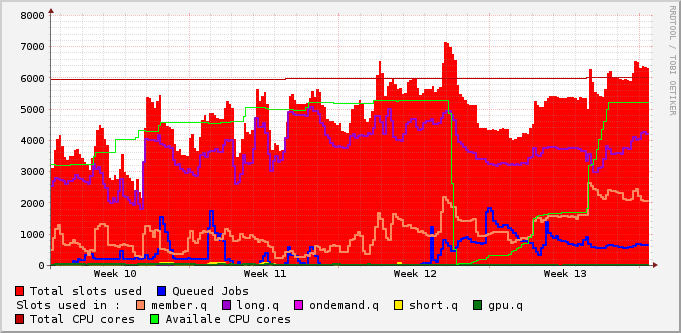 RRDTOOL / TOBI OETIKER
8000
7000
6000
5000
4000
3000
2000
1000
0
Week 10 Week 11 Week 12 Week 13
Total slots used Queued Jobs
Slots used in : member.q long.q ondemand.q short.q gpu.q
Total CPU cores Availale CPU cores